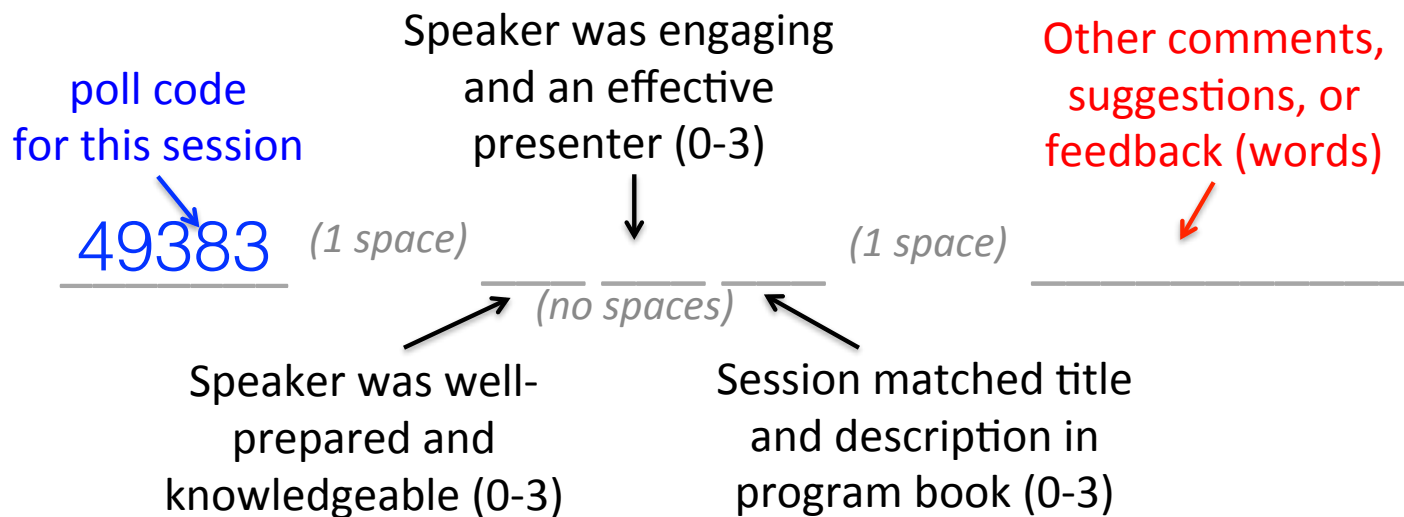 poll code
for this session
Speaker was engaging
and an effective
presenter (0-3)
Other comments,
suggestions, or
feedback (words)
49383
(1 space)
(no spaces)
(1 space)
Speaker was well-
prepared and
knowledgeable (0-3)
Session matched title
and description in
program book (0-3)